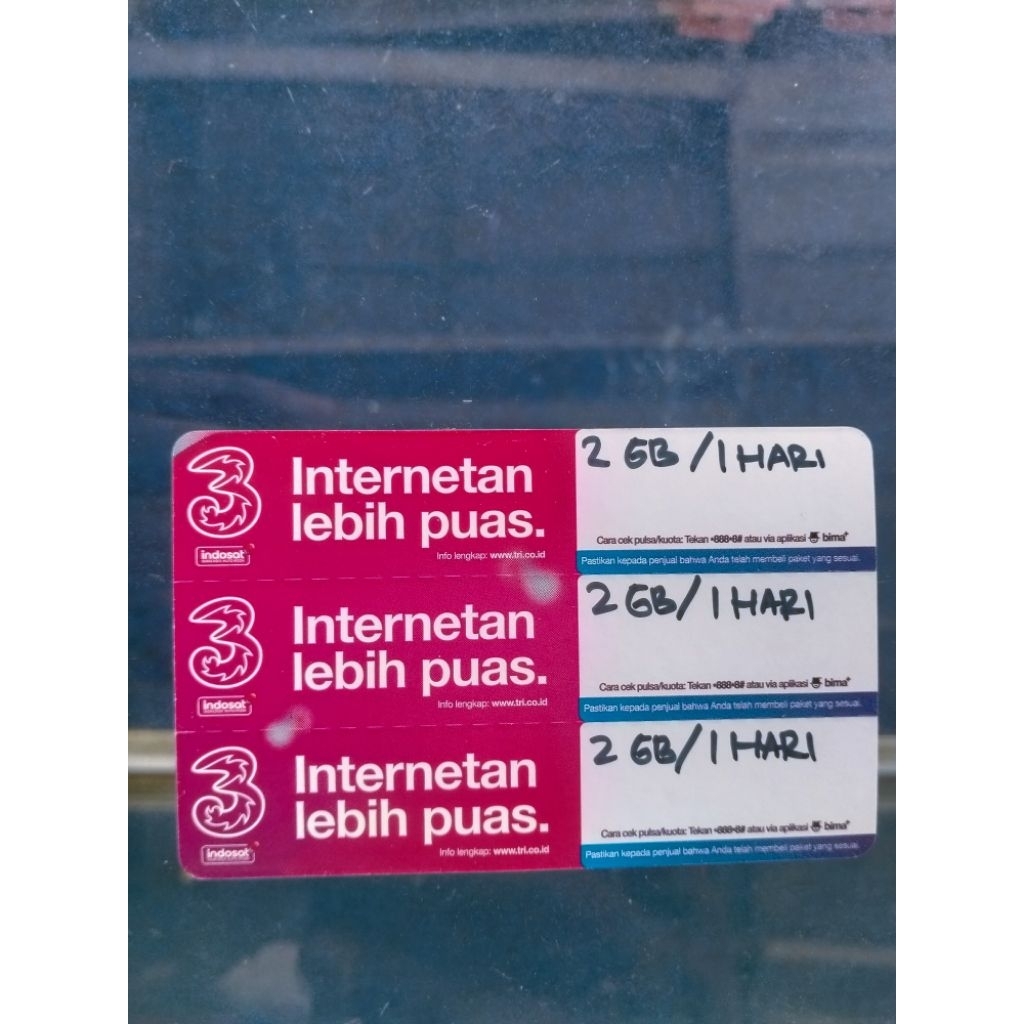 3
Internetan
lebih puas.
Info lengkap: www.tri.co.id
indosat
2 GB/1 HARI
Cara cek pulsa/kuota: Tekan *888*8# atau via aplikasi bima+
Pastikan kepada penjual bahwa Anda telah membeli paket yang sesuai.
3
Internetan
lebih puas.
Info lengkap: www.tri.co.id
indosat
2 GB/1 HARI
Cara cek pulsa/kuota: Tekan *888*8# atau via aplikasi bima+
Pastikan kepada penjual bahwa Anda telah membeli paket yang sesuai.
3
Internetan
lebih puas.
Info lengkap: www.tri.co.id
indosat
2 GB/1 HARI
Cara cek pulsa/kuota: Tekan *888*8# atau via aplikasi bima+
Pastikan kepada penjual bahwa Anda telah membeli paket yang sesuai.